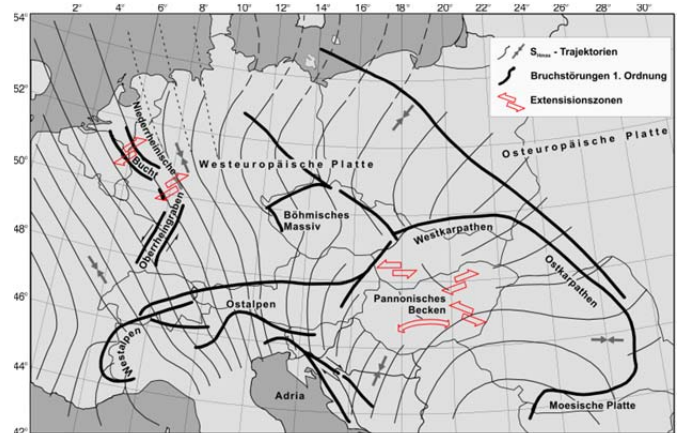 2° 4° 6° 8° 10° 12° 14° 16° 18° 20° 22° 24° 26° 28° 30°
54°
52°
50°
48°
46°
44°
42°
S_Hmax - Trajektorien
Bruchstörungen 1. Ordnung
Extensisionszonen
Niederrheinische
Bucht
Westeuropäische Platte
Osteuropäische Platte
Oberrheingraben
Böhmisches
Massiv
Westkarpathen
Ostkarpathen
Pannonisches
Becken
Ostalpen
Westalpen
Adria
Moesische Platte